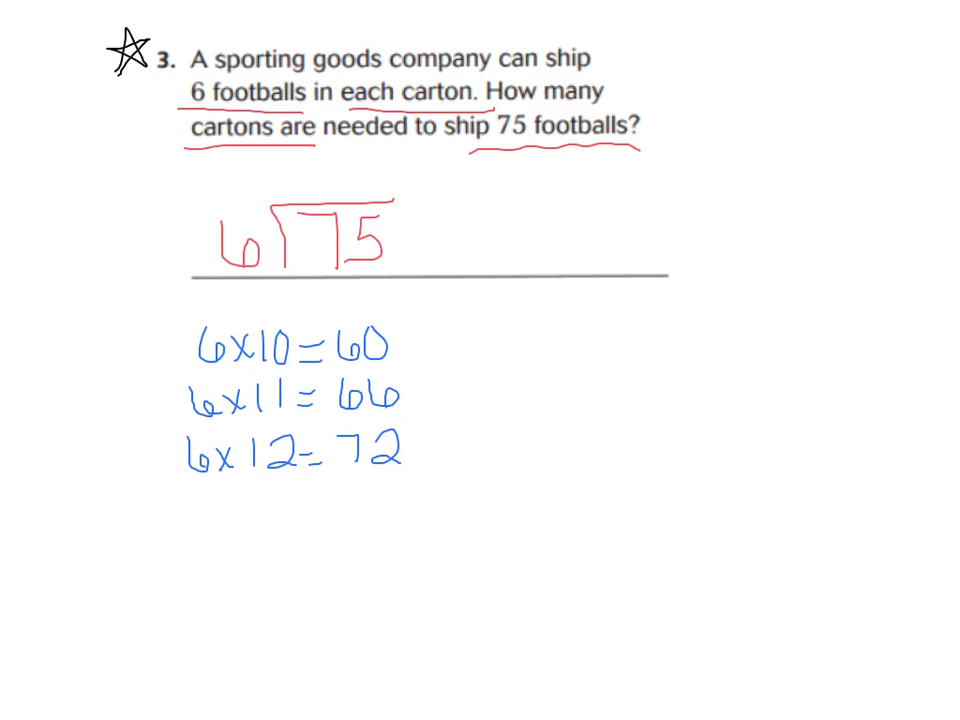 3. A sporting goods company can ship
6 footballs in each carton. How many
cartons are needed to ship 75 footballs?
6 75
6x10=60
6x11=66
6x12=72